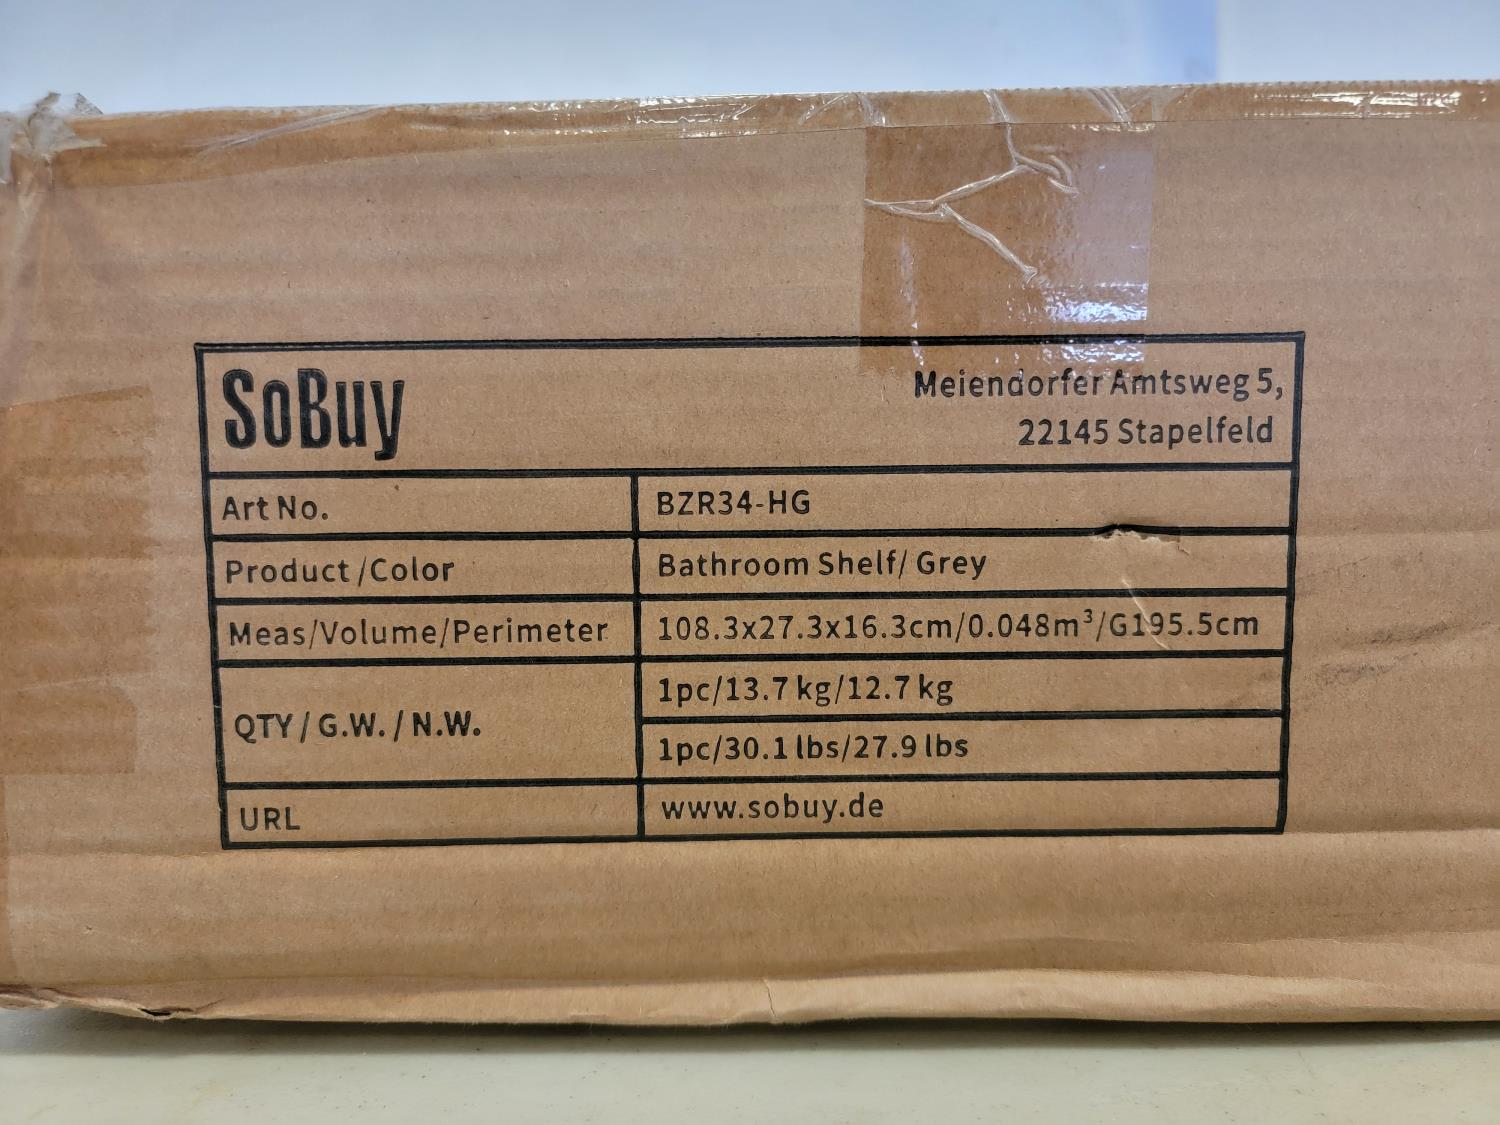 SoBuy
Meiendorfer Amtsweg 5,
22145 Stapelfeld
Art No. BZR34-HG
Product /Color Bathroom Shelf/ Grey
Meas/Volume/Perimeter 108.3x27.3x16.3cm/0.048m³/G195.5cm
QTY / G.W. / N.W. 1pc/13.7 kg/12.7 kg
1pc/30.1 lbs/27.9 lbs
URL www.sobuy.de